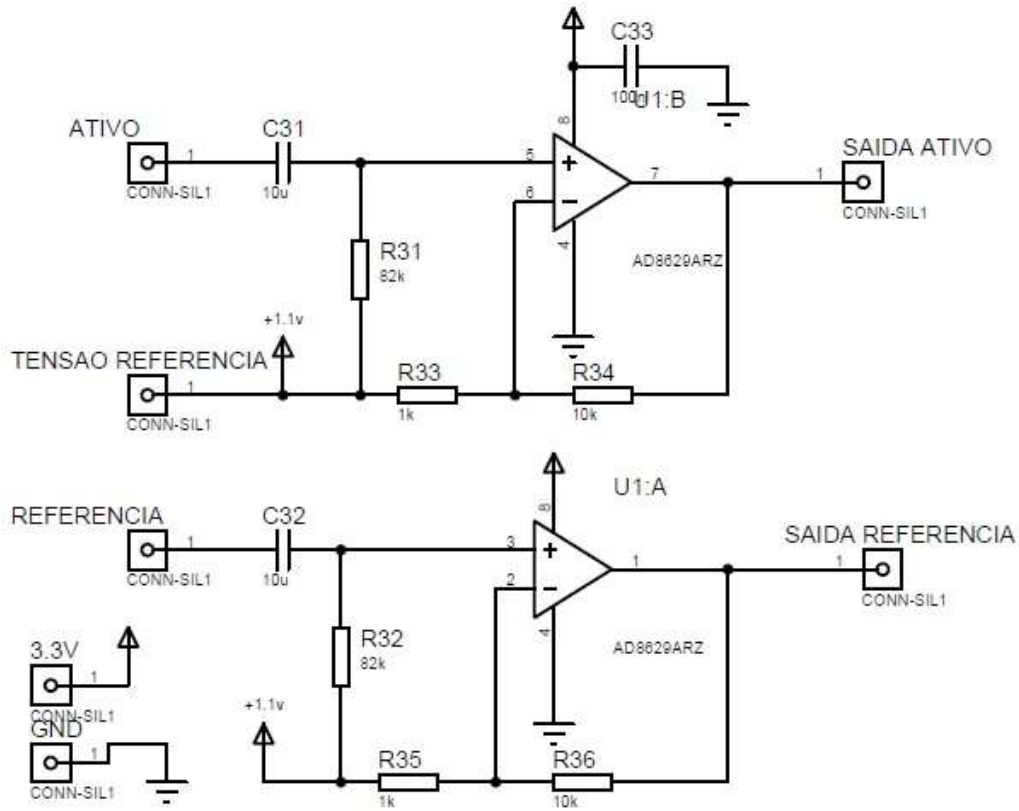 C33
100n
U1:B
8
ATIVO
1
CONN-SIL1
C31
10u
5
6
7
4
AD8629ARZ
SAIDA ATIVO
1
CONN-SIL1
R31
82k
+1.1v
TENSAO REFERENCIA
1
CONN-SIL1
R33
1k
R34
10k
U1:A
8
REFERENCIA
1
CONN-SIL1
C32
10u
3
2
1
4
AD8629ARZ
SAIDA REFERENCIA
1
CONN-SIL1
R32
82k
3.3V
1
CONN-SIL1
GND
1
CONN-SIL1
+1.1v
R35
1k
R36
10k